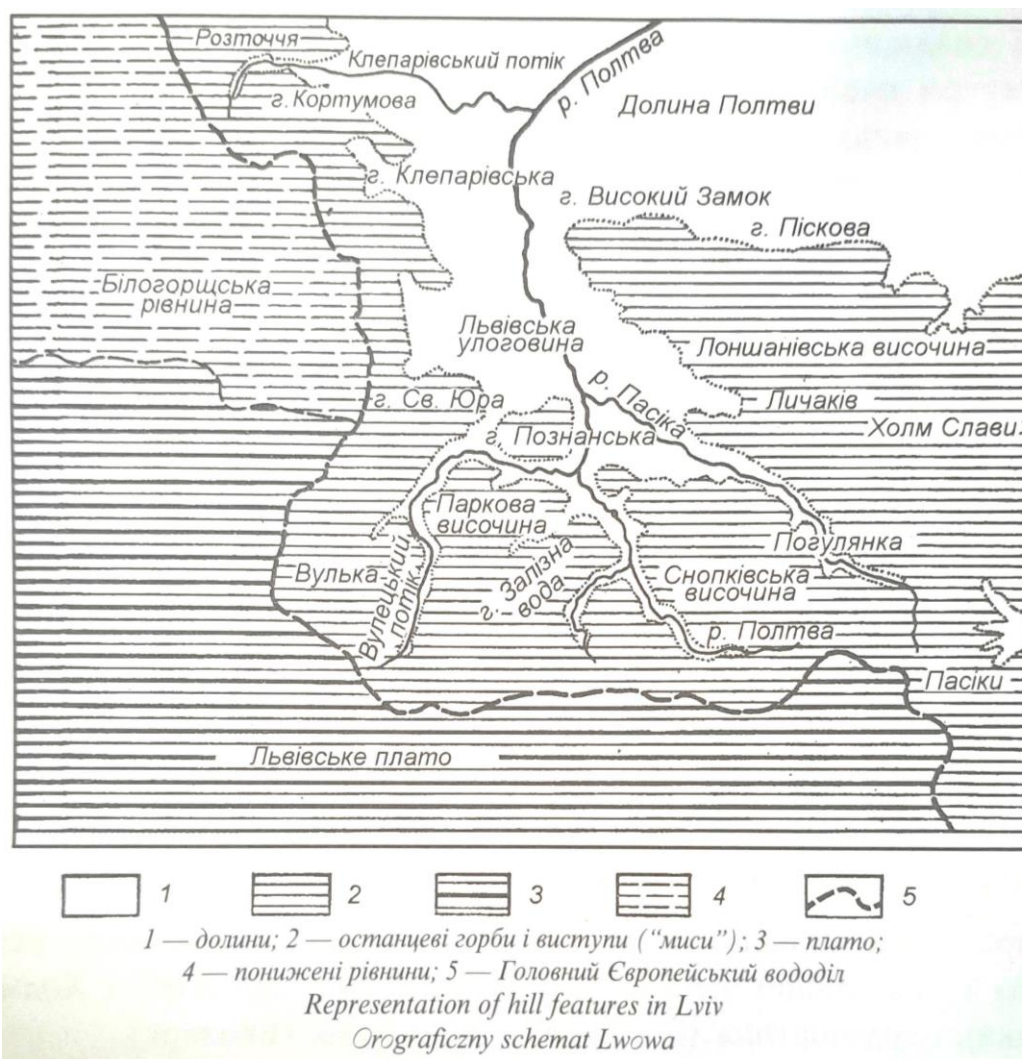 Розточчя
Клепарівський потік
р. Полтва
г. Кортумова
Долина Полтви
г. Клепарівська
г. Високий Замок
г. Піскова
Білогорщська
рівнина
Львівська
улоговина
Лоншанівська височина
р. Пасіка
г. Св. Юра
Личаків
Холм Слави
г. Познанська
Паркова
височина
Погулянка
Вулька
Вулецький
потік
г. Залізна
вода
Снопківська
височина
р. Полтва
Пасіки
Львівське плато
1 2 3 4 5
1 — долини; 2 — останцеві горби і виступи (“миси”); 3 — плато;
4 — понижені рівнини; 5 — Головний Європейський вододіл
Representation of hill features in Lviv
Orograficzny schemat Lwowa